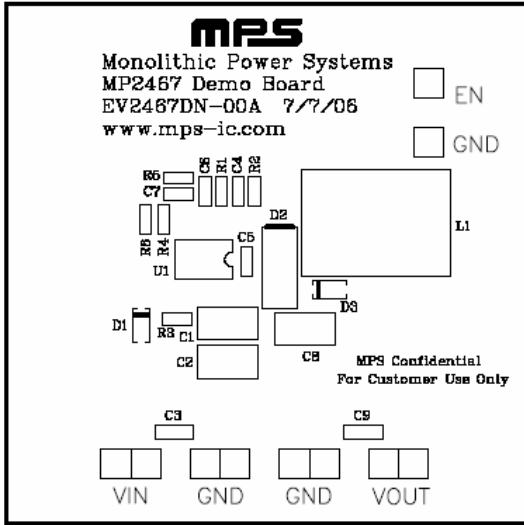 MPS
Monolithic Power Systems
MP2467 Demo Board
EV2467DN-00A 7/7/06
www.mps-ic.com
EN
GND
R6
C7
C6
R1
C4
R2
R5
R4
D2
L1
U1
C5
D3
D1
R3
C1
C2
C8
MPS Confidential
For Customer Use Only
C3
C9
VIN
GND
GND
VOUT